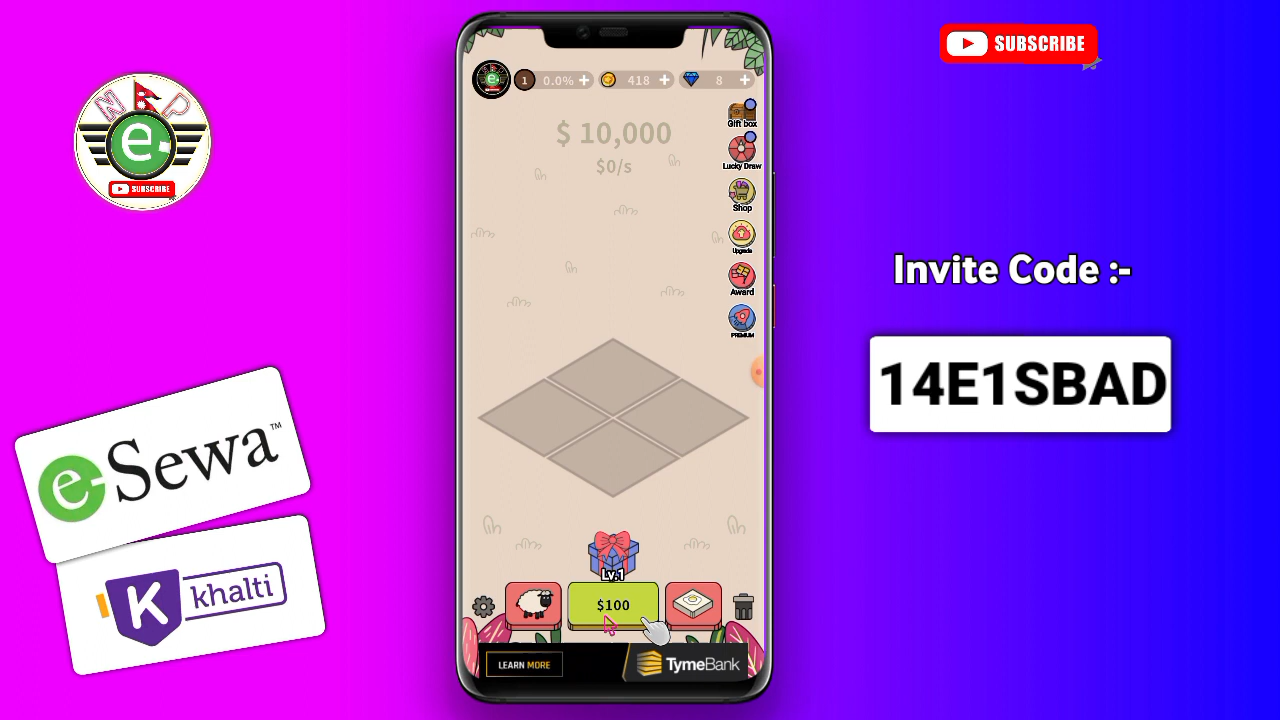 N P
e
SUBSCRIBE
SUBSCRIBE
e
1
0.0%
418
8
$ 10,000
$0/s
Gift box
Lucky Draw
Shop
Upgrade
Award
PREMIUM
Invite Code :-
14E1SBAD
e-Sewa™
K khalti
Lv.1
$100
LEARN MORE
TymeBank